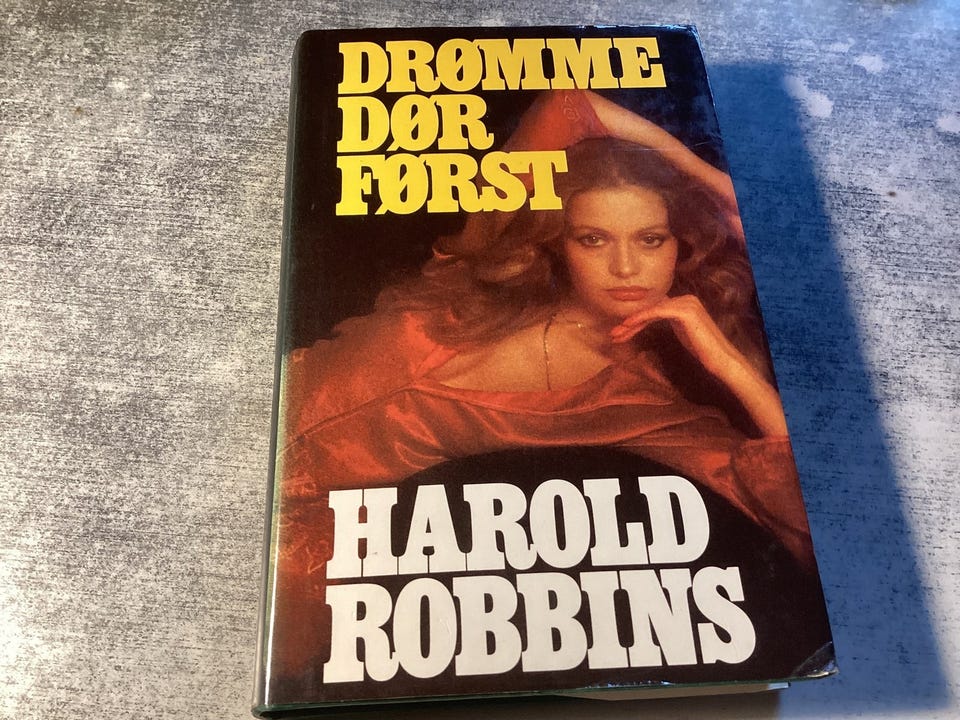 DRØMME
DØR
FØRST
HAROLD
ROBBINS